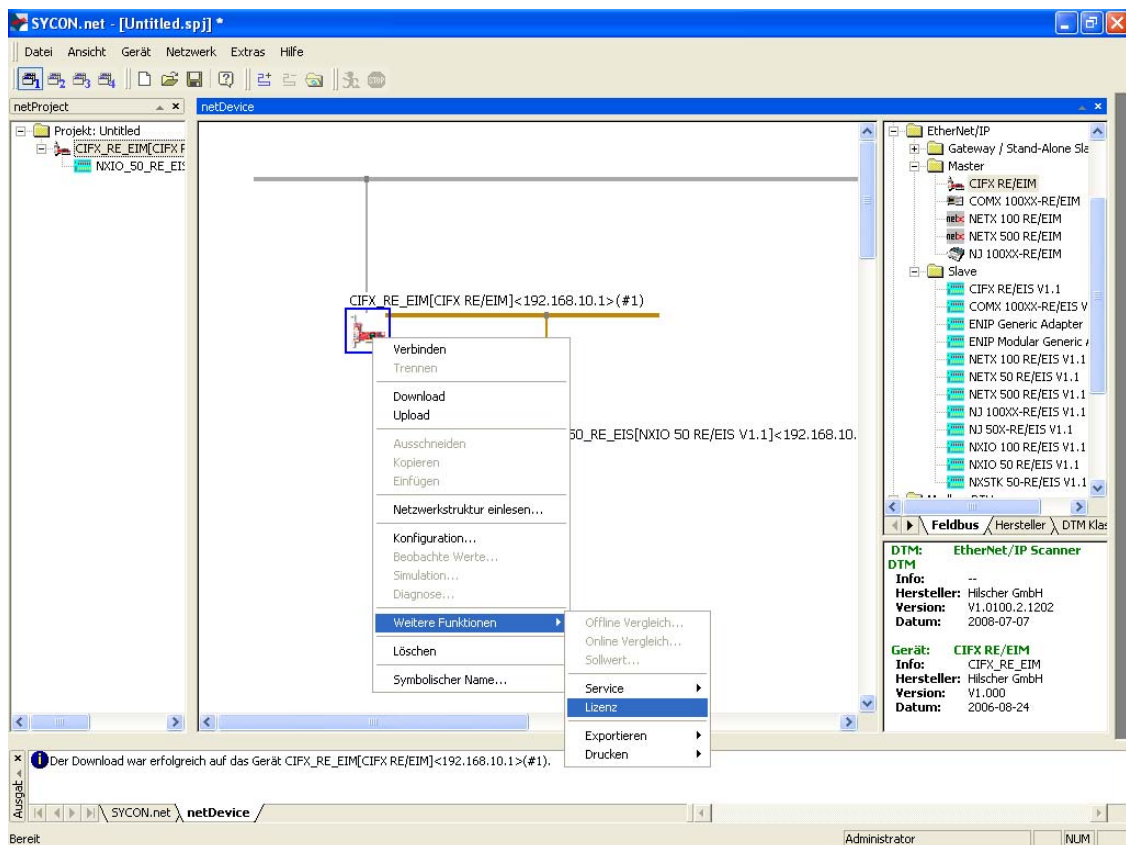 SYCON.net - [Untitled.spj] *
Datei Ansicht Gerät Netzwerk Extras Hilfe
netProject
netDevice
Projekt: Untitled
CIFX_RE_EIM[CIFX R
NXIO_50_RE_EIS
CIFX_RE_EIM[CIFX RE/EIM]<192.168.10.1>(#1)
50_RE_EIS[NXIO 50 RE/EIS V1.1]<192.168.10.
Verbinden
Trennen
Download
Upload
Ausschneiden
Kopieren
Einfügen
Netzwerkstruktur einlesen...
Konfiguration...
Beobachte Werte...
Simulation...
Diagnose...
Weitere Funktionen
Löschen
Symbolischer Name...
Offline Vergleich...
Online Vergleich...
Sollwert...
Service
Lizenz
Exportieren
Drucken
EtherNet/IP
Gateway / Stand-Alone Sla
Master
CIFX RE/EIM
COMX 100XX-RE/EIM
NETX 100 RE/EIM
NETX 500 RE/EIM
NJ 100XX-RE/EIM
Slave
CIFX RE/EIS V1.1
COMX 100XX-RE/EIS V
ENIP Generic Adapter
ENIP Modular Generic
NETX 100 RE/EIS V1.1
NETX 50 RE/EIS V1.1
NETX 500 RE/EIS V1.1
NJ 100XX-RE/EIS V1.1
NJ 50X-RE/EIS V1.1
NXIO 100 RE/EIS V1.1
NXIO 50 RE/EIS V1.1
NXSTK 50-RE/EIS V1.1
Feldbus Hersteller DTM Klas
DTM: EtherNet/IP Scanner
DTM
Info: --
Hersteller: Hilscher GmbH
Version: V1.0100.2.1202
Datum: 2008-07-07
Gerät: CIFX RE/EIM
Info: CIFX_RE_EIM
Hersteller: Hilscher GmbH
Version: V1.000
Datum: 2006-08-24
Der Download war erfolgreich auf das Gerät CIFX_RE_EIM[CIFX RE/EIM]<192.168.10.1>(#1).
Ausgab
SYCON.net netDevice
Bereit
Administrator
NUM